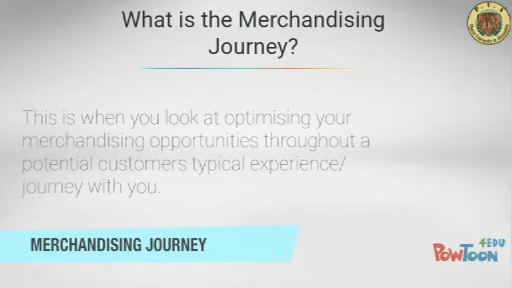 What is the Merchandising
Journey?
This is when you look at optimising your
merchandising opportunities throughout a
potential customers typical experience/
journey with you.
MERCHANDISING JOURNEY
4EDU
POWTOON